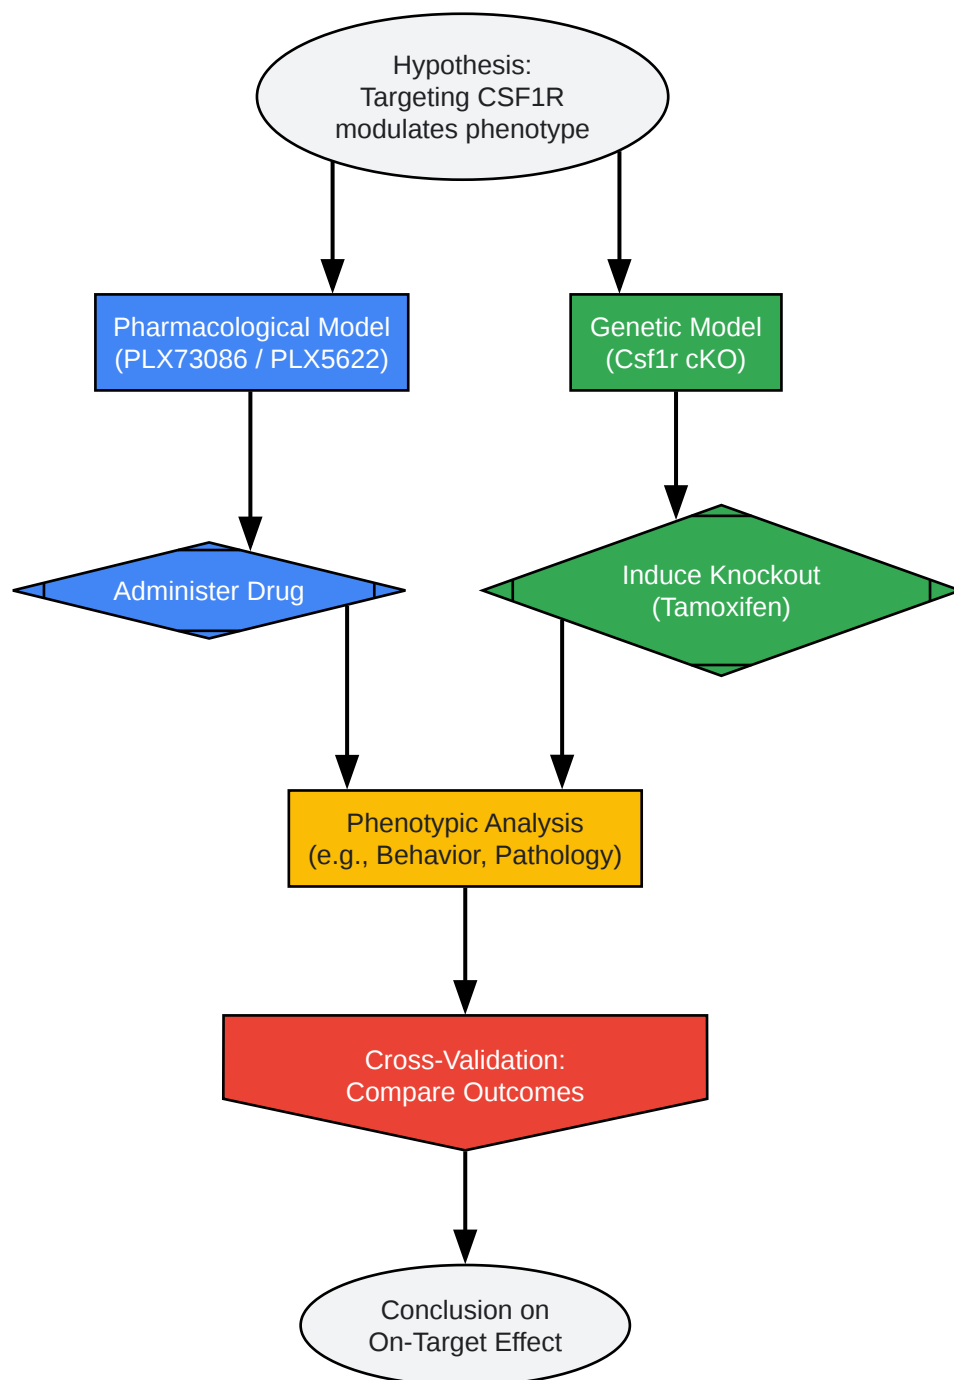 Hypothesis:
Targeting CSF1R
modulates phenotype
Pharmacological Model
(PLX73086 / PLX5622)
Genetic Model
(Csf1r cKO)
Administer Drug
Induce Knockout
(Tamoxifen)
Phenotypic Analysis
(e.g., Behavior, Pathology)
Cross-Validation:
Compare Outcomes
Conclusion on
On-Target Effect